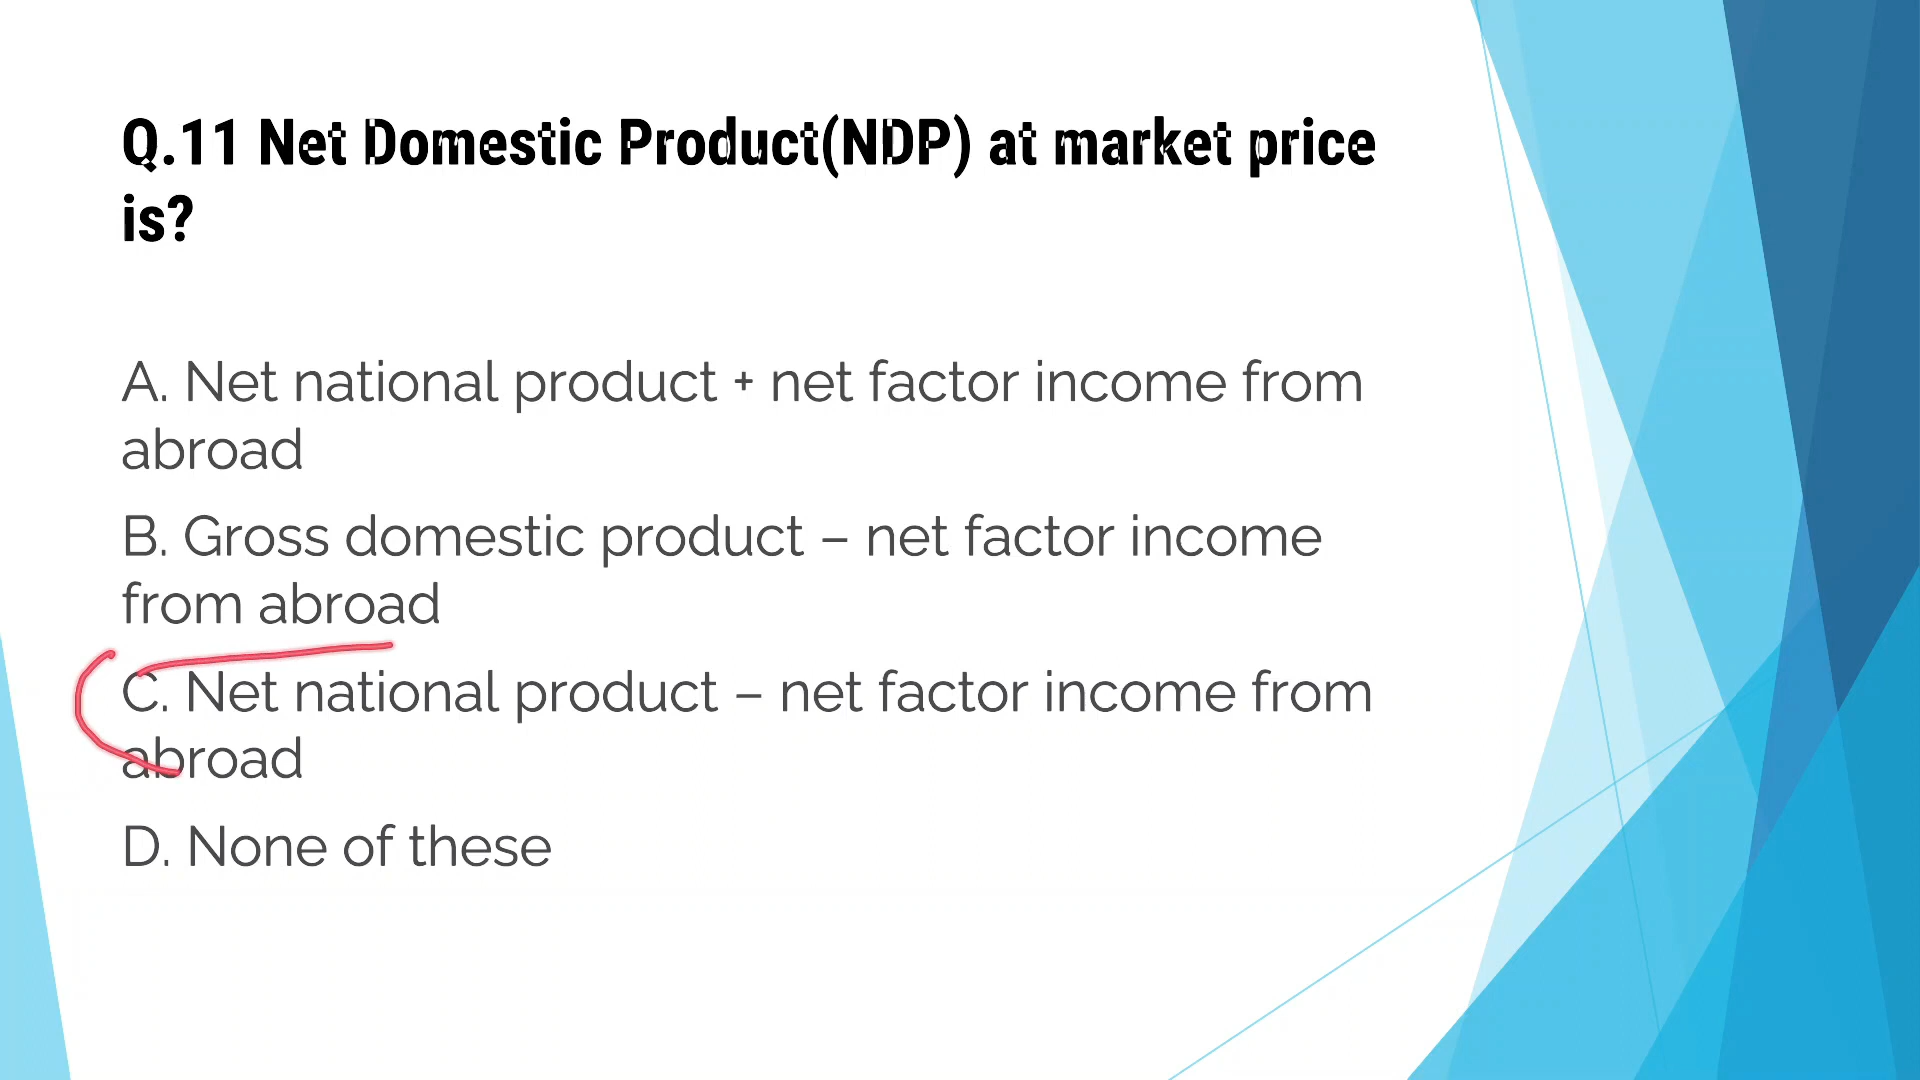 Q.11 Net Domestic Product(NDP) at market price
is?
A. Net national product + net factor income from
abroad
B. Gross domestic product – net factor income
from abroad
C. Net national product – net factor income from
abroad
D. None of these